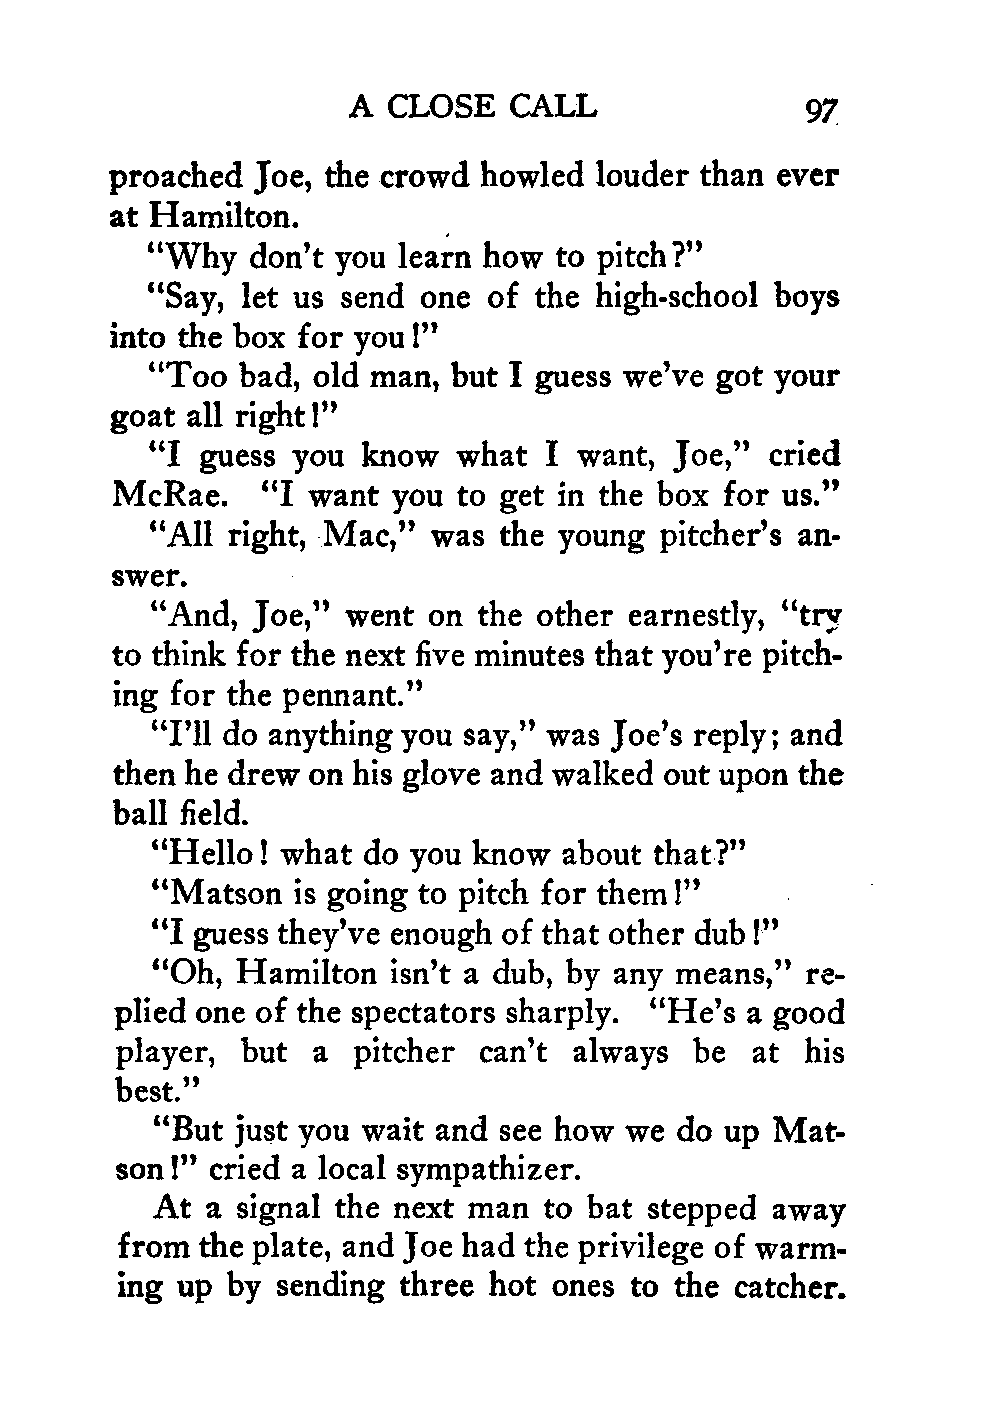 A CLOSE CALL 97
proached Joe, the crowd howled louder than ever
at Hamilton.
“Why don’t you learn how to pitch?”
“Say, let us send one of the high-school boys
into the box for you!”
“Too bad, old man, but I guess we’ve got your
goat all right!”
“I guess you know what I want, Joe,” cried
McRae. “I want you to get in the box for us.”
“All right, Mac,” was the young pitcher’s an-
swer.
“And, Joe,” went on the other earnestly, “try
to think for the next five minutes that you’re pitch-
ing for the pennant.”
“I’ll do anything you say,” was Joe’s reply; and
then he drew on his glove and walked out upon the
ball field.
“Hello! what do you know about that?”
“Matson is going to pitch for them!”
“I guess they’ve enough of that other dub!”
“Oh, Hamilton isn’t a dub, by any means,” re-
plied one of the spectators sharply. “He’s a good
player, but a pitcher can’t always be at his
best.”
“But just you wait and see how we do up Mat-
son!” cried a local sympathizer.
At a signal the next man to bat stepped away
from the plate, and Joe had the privilege of warm-
ing up by sending three hot ones to the catcher.